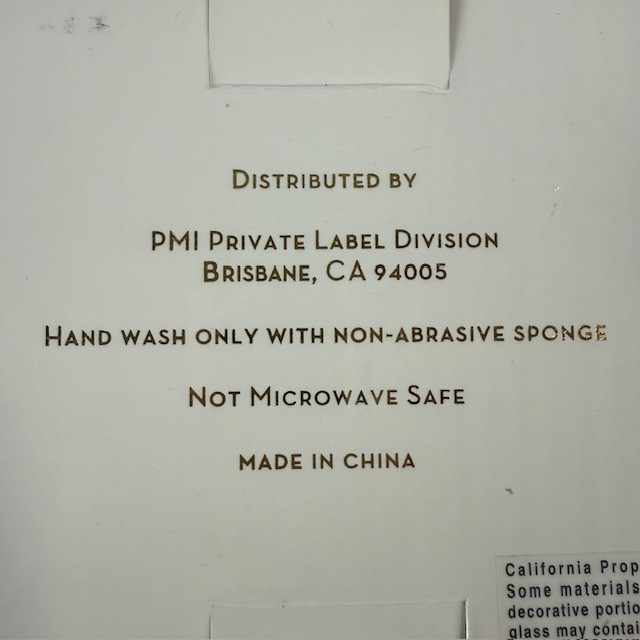 Distributed by
PMI Private Label Division
Brisbane, CA 94005
Hand wash only with non-abrasive sponge
Not Microwave Safe
made in china
California Prop
Some materials
decorative portio
glass may contai